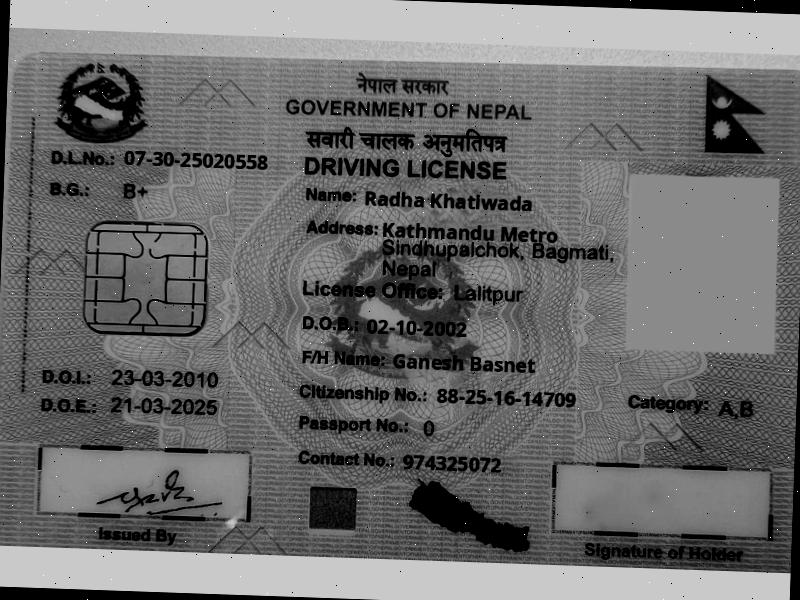 नेपाल सरकार
GOVERNMENT OF NEPAL
सवारी चालक अनुमतिपत्र
DRIVING LICENSE
D.L.No.: 07-30-25020558
B.G.: B+
Name: Radha Khatiwada
Address: Kathmandu Metro
Sindhupalchok, Bagmati,
Nepal
License Office: Lalitpur
D.O.B.: 02-10-2002
F/H Name: Ganesh Basnet
D.O.I.: 23-03-2010
D.O.E.: 21-03-2025
Citizenship No.: 88-25-16-14709
Category: A,B
Passport No.: 0
Contact No.: 974325072
Issued By
Signature of Holder